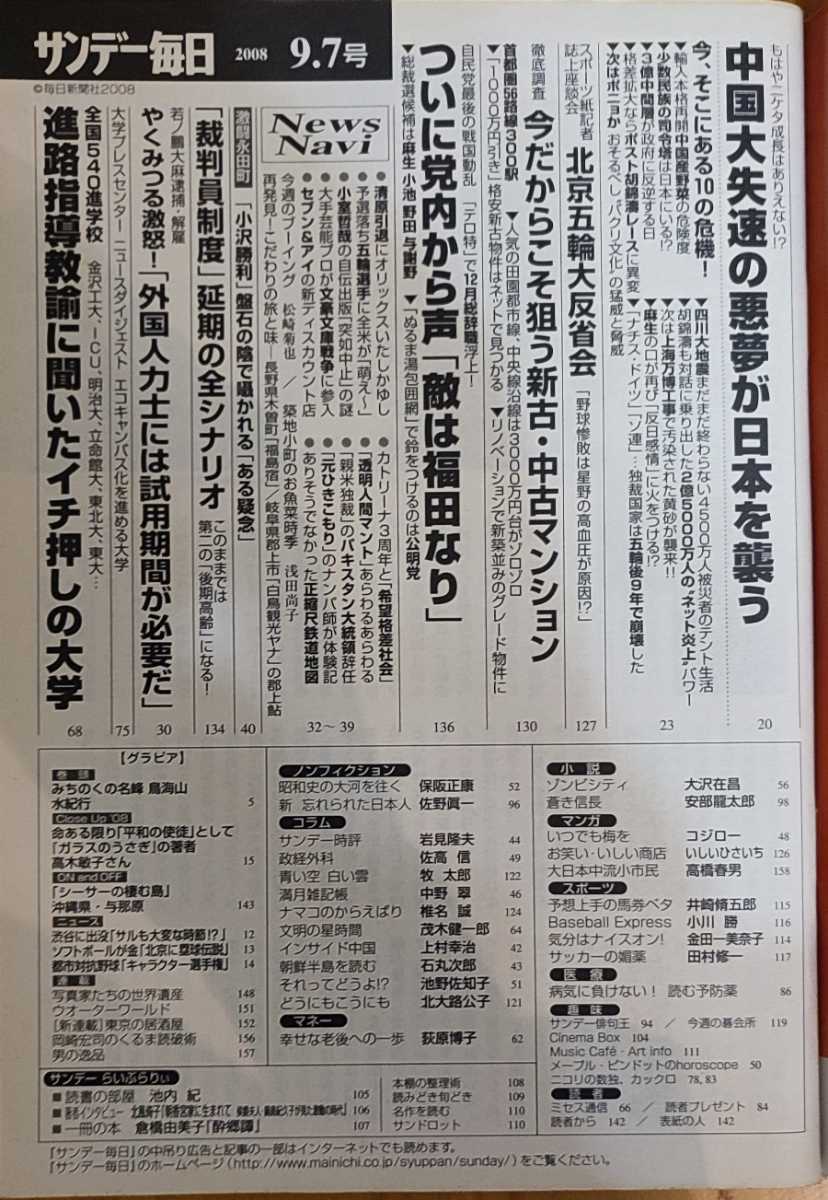 サンデー毎日 2008 9.7号
©毎日新聞社2008
もはや二ケタ成長はありえない!?
中国大失速の悪夢が日本を襲う
20
今、そこにある10の危機!
▼輸入本格再開中国産野菜の危険度
▼少数民族の司令塔は日本にいる!?
▼3億中間層が政府に反逆する日
▼格差拡大ならポスト胡錦濤レースに異変
▼次はポニョか おそるべし「パクリ文化」の猛威と脅威
▼四川大地震まだまだ終わらない4500万人被災者のテント生活
▼胡錦濤も対話に乗り出した2億5000万人の“ネット炎上”パワー
▼次は上海万博工事で汚染された黄砂が襲来!!
▼麻生の口が再び「反日感情」に火をつける!?
▼「ナチス・ドイツ」「ソ連」…独裁国家は五輪後9年で崩壊した
23
スポーツ紙記者
誌上座談会
北京五輪大反省会
「野球惨敗は星野の高血圧が原因!?」
127
徹底調査
今だからこそ狙う新古・中古マンション
首都圏56路線300駅
▼人気の田園都市線、中央線沿線は3000万円台がゾロゾロ
▼「1000万円引き」格安新古物件はネットで見つかる
▼リノベーションで新築並みのグレード物件に
130
自民党最後の戦国動乱
「テロ特」で12月総辞職浮上!
ついに党内から声「敵は福田なり」
▼総裁選候補は麻生 小池 野田 与謝野
▼「ぬるま湯包囲網」で鈴をつけるのは公明党
136
News Navi
●清原引退にオリックスいたしかゆし
●予選落ち五輪選手に全米が「萌え〜」
●小室哲哉の自伝出版「突如中止」の謎
●大手芸能プロが文豪文庫戦争に参入
●セブン&アイの新ディスカウント店
●カトリーナ3周年と「希望格差社会」
●「透明人間マント」あらわるあらわる
●「親米独裁」のパキスタン大統領辞任
●「元ひきこもり」のナンパ師が体験記
●ありそうでなかった正縮尺鉄道地図
今週のブーイング 松崎菊也 / 築地小町のお魚菜時季 浅田尚子
再発見!こだわりの旅と味―長野県木曽町「福島宿」/岐阜県郡上市「白鳥観光ヤナ」の郡上鮎
32〜39
激闘永田町
「小沢勝利」盤石の陰で囁かれる「ある疑念」
40
「裁判員制度」延期の全シナリオ
このままでは
第二の「後期高齢」になる!
134
若ノ鵬大麻逮捕・解雇
やくみつる激怒!「外国人力士には試用期間が必要だ」
30
大学プレスセンター ニュースダイジェスト エコキャンパス化を進める大学
75
全国540進学校
金沢工大、ICU、明治大、立命館大、東北大、東大…
進路指導教諭に聞いたイチ押しの大学
68
【グラビア】
巻頭
みちのくの名峰 鳥海山
水紀行 5
Close Up '08
命ある限り「平和の使徒」として
「ガラスのうさぎ」の著者
高木敏子さん 15
ON and OFF
「シーサーの棲む島」
沖縄県・与那原 143
ニュース
渋谷に出没「サルも大変な時節!?」 12
ソフトボールが金「北京に塁球伝説」 13
都市対抗野球「キャラクター選手権」 14
連載
写真家たちの世界遺産 148
ウオーターワールド 151
[新連載]東京の居酒屋 152
岡崎宏司のくるま読破術 156
男の逸品 157
ノンフィクション
昭和史の大河を往く 保阪正康 52
新 忘れられた日本人 佐野眞一 96
コラム
サンデー時評 岩見隆夫 44
政経外科 佐高 信 49
青い空 白い雲 牧 太郎 122
満月雑記帳 中野 翠 46
ナマコのからえばり 椎名 誠 124
文明の星時間 茂木健一郎 64
インサイド中国 上村幸治 42
朝鮮半島を読む 石丸次郎 43
それってどうよ!? 池野佐知子 51
どうにもこうにも 北大路公子 121
マネー
幸せな老後への一歩 荻原博子 62
小説
ゾンビシティ 大沢在昌 56
蒼き信長 安部龍太郎 98
マンガ
いつでも梅を コジロー 48
お笑い・いしい商店 いしいひさいち 126
大日本中流小市民 高橋春男 158
スポーツ
予想上手の馬券ベタ 井崎脩五郎 115
Baseball Express 小川 勝 116
気分はナイスオン! 金田一美奈子 114
サッカーの媚薬 田村修一 117
医療
病気に負けない! 読む予防薬 86
趣味
サンデー俳句王 94 / 今週の碁会所 119
Cinema Box 104
Music Café・Art info 111
メープル・ビンドットのhoroscope 50
ニコリの数独、カックロ 78, 83
読者
ミセス通信 66 / 読者プレゼント 84
読者から 142 / 表紙の人 142
サンデー らいぶらりぃ
■読書の部屋 池内 紀 105
■著者インタビュー 106
■一冊の本 倉橋由美子「酔郷譚」 107
本棚の整理術 108
読みどき旬どき 109
名作を読む 110
サンドロット 110
「サンデー毎日」の中吊り広告と記事の一部はインターネットでも読めます。
「サンデー毎日」のホームページ(http://www.mainichi.co.jp/syuppan/sunday/)をご覧ください。